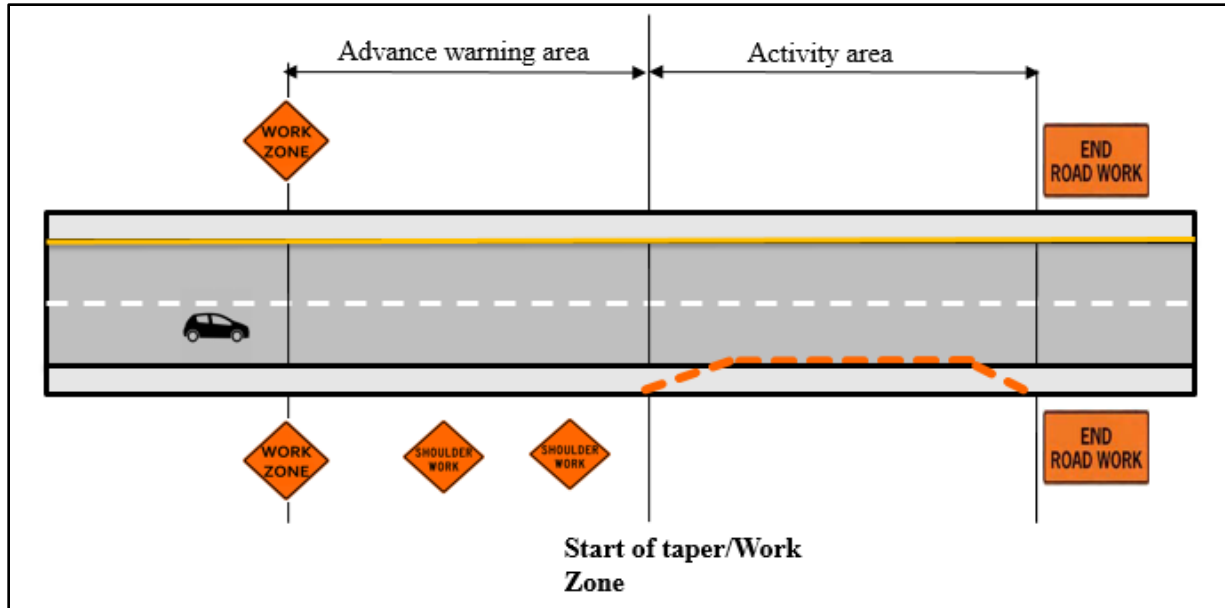 Advance warning area
Activity area
WORK
ZONE
END
ROAD WORK
WORK
ZONE
SHOULDER
WORK
SHOULDER
WORK
END
ROAD WORK
Start of taper/Work
Zone